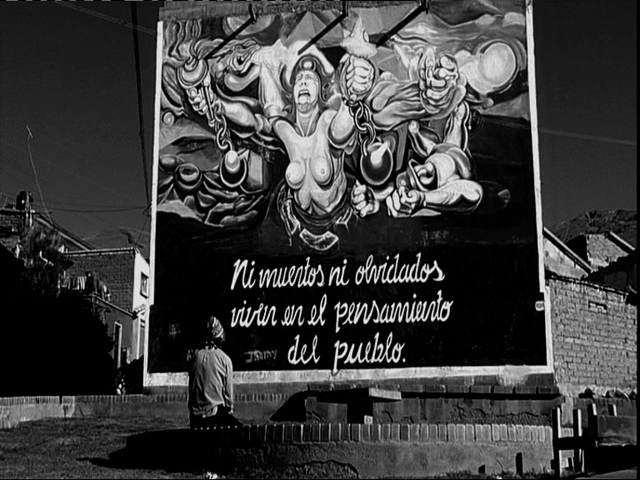 Ni muertos ni olvidados
viven en el pensamiento
del pueblo.